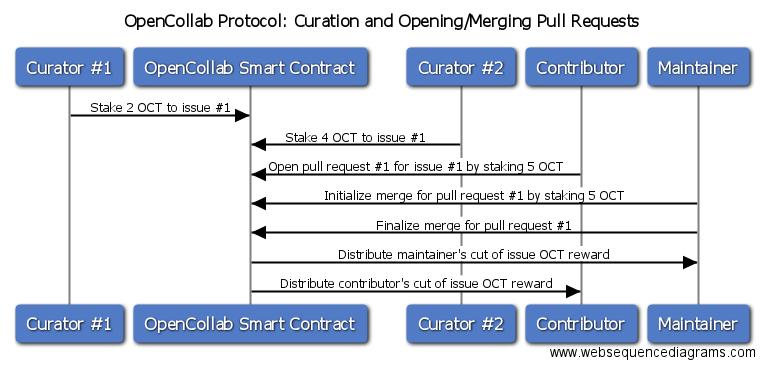 OpenCollab Protocol: Curation and Opening/Merging Pull Requests
Curator #1
OpenCollab Smart Contract
Curator #2
Contributor
Maintainer
Stake 2 OCT to issue #1
Stake 4 OCT to issue #1
Open pull request #1 for issue #1 by staking 5 OCT
Initialize merge for pull request #1 by staking 5 OCT
Finalize merge for pull request #1
Distribute maintainer's cut of issue OCT reward
Distribute contributor's cut of issue OCT reward
Curator #1
OpenCollab Smart Contract
Curator #2
Contributor
Maintainer
www.websequencediagrams.com